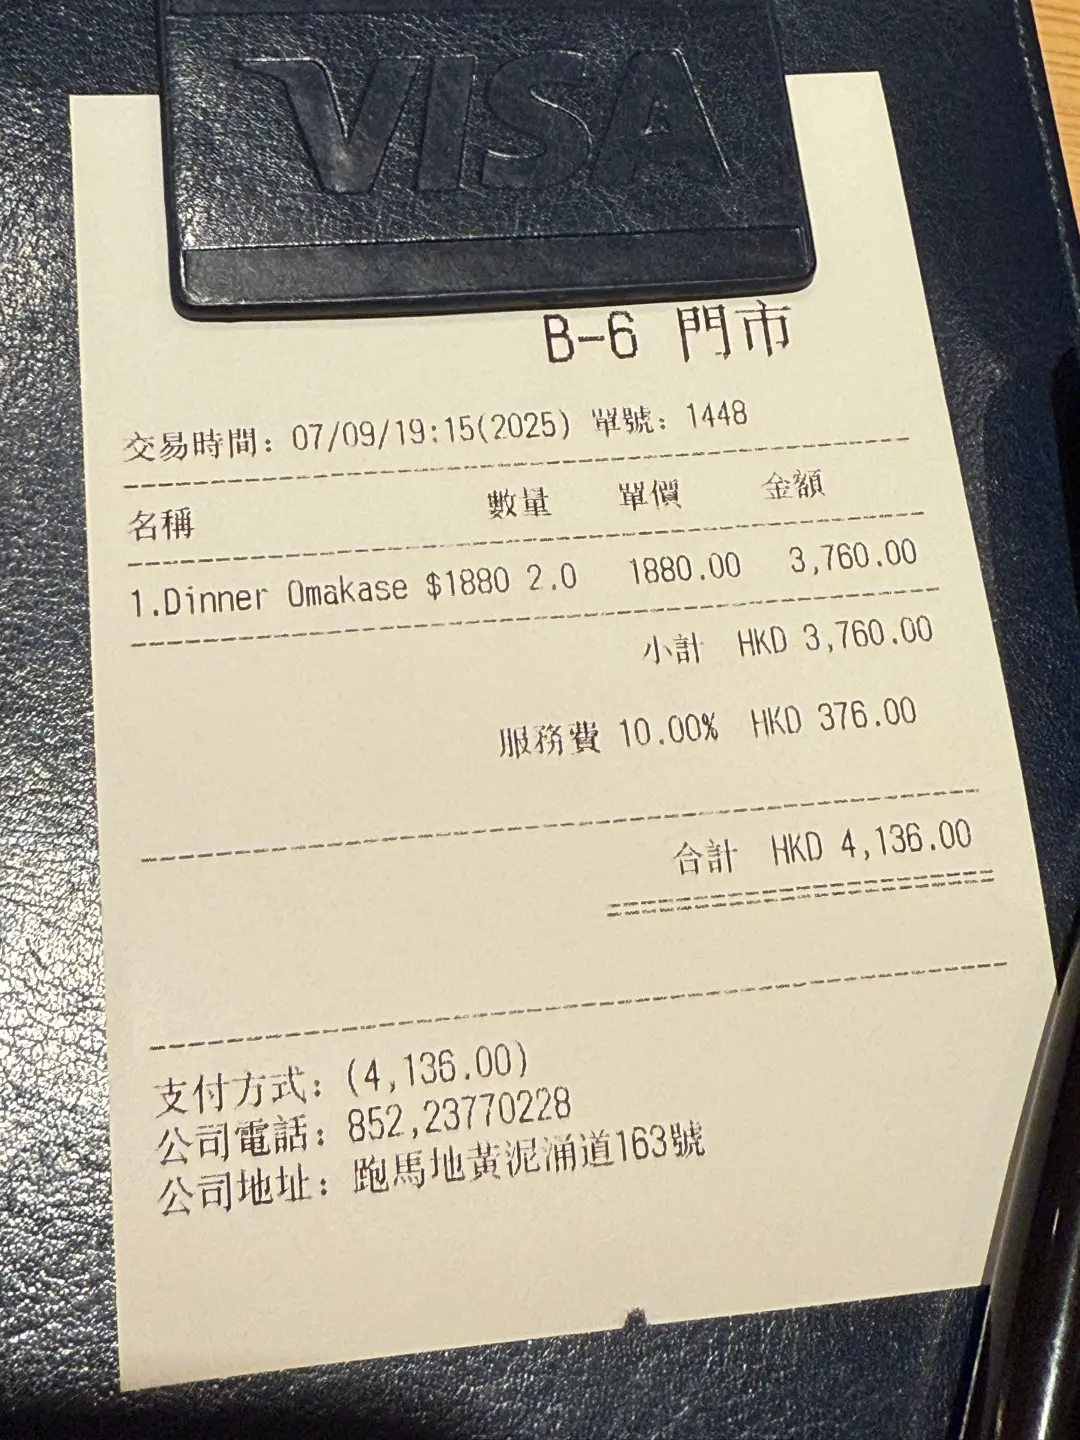 VISA
B-6 門市
交易時間: 07/09/19:15(2025) 單號: 1448
名稱 數量 單價 金額
1.Dinner Omakase $1880 2.0 1880.00 3,760.00
小計 HKD 3,760.00
服務費 10.00% HKD 376.00
合計 HKD 4,136.00
支付方式: (4,136.00)
公司電話: 852,23770228
公司地址: 跑馬地黃泥涌道163號